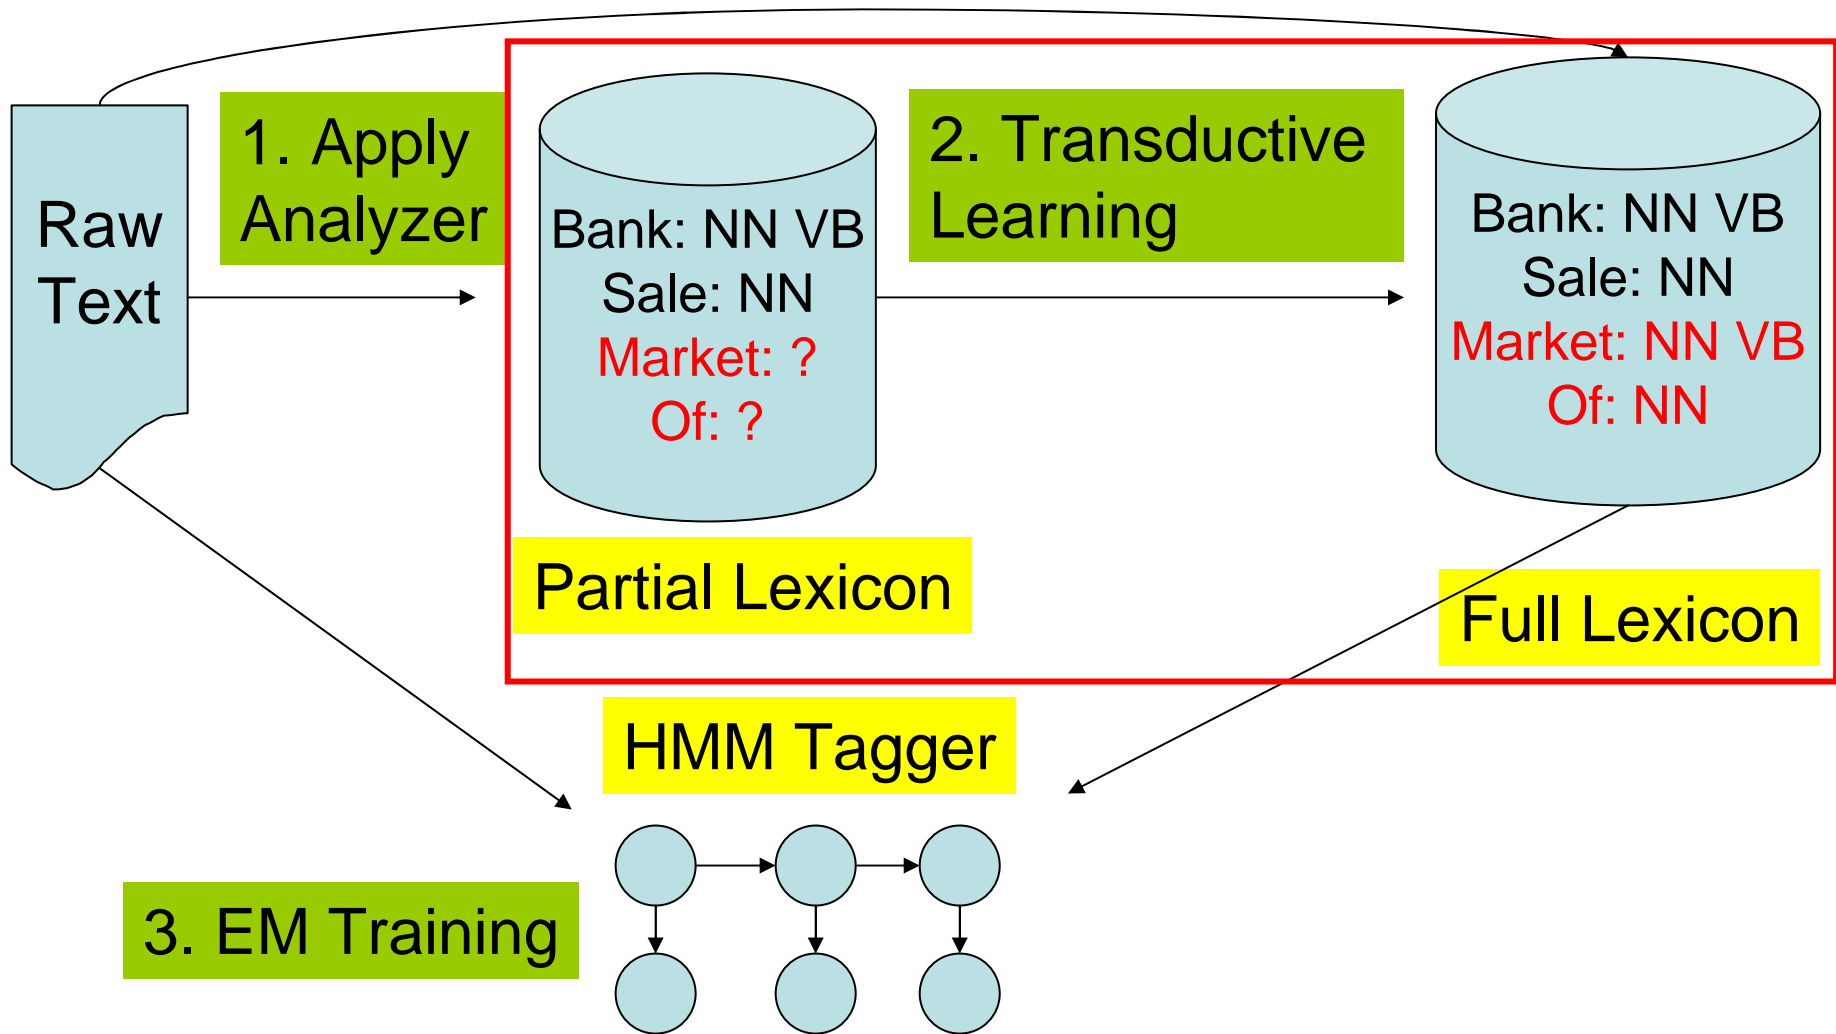 Raw
Text
1. Apply
Analyzer
Bank: NN VB
Sale: NN
Market: ?
Of: ?
Partial Lexicon
2. Transductive
Learning
Bank: NN VB
Sale: NN
Market: NN VB
Of: NN
Full Lexicon
HMM Tagger
3. EM Training